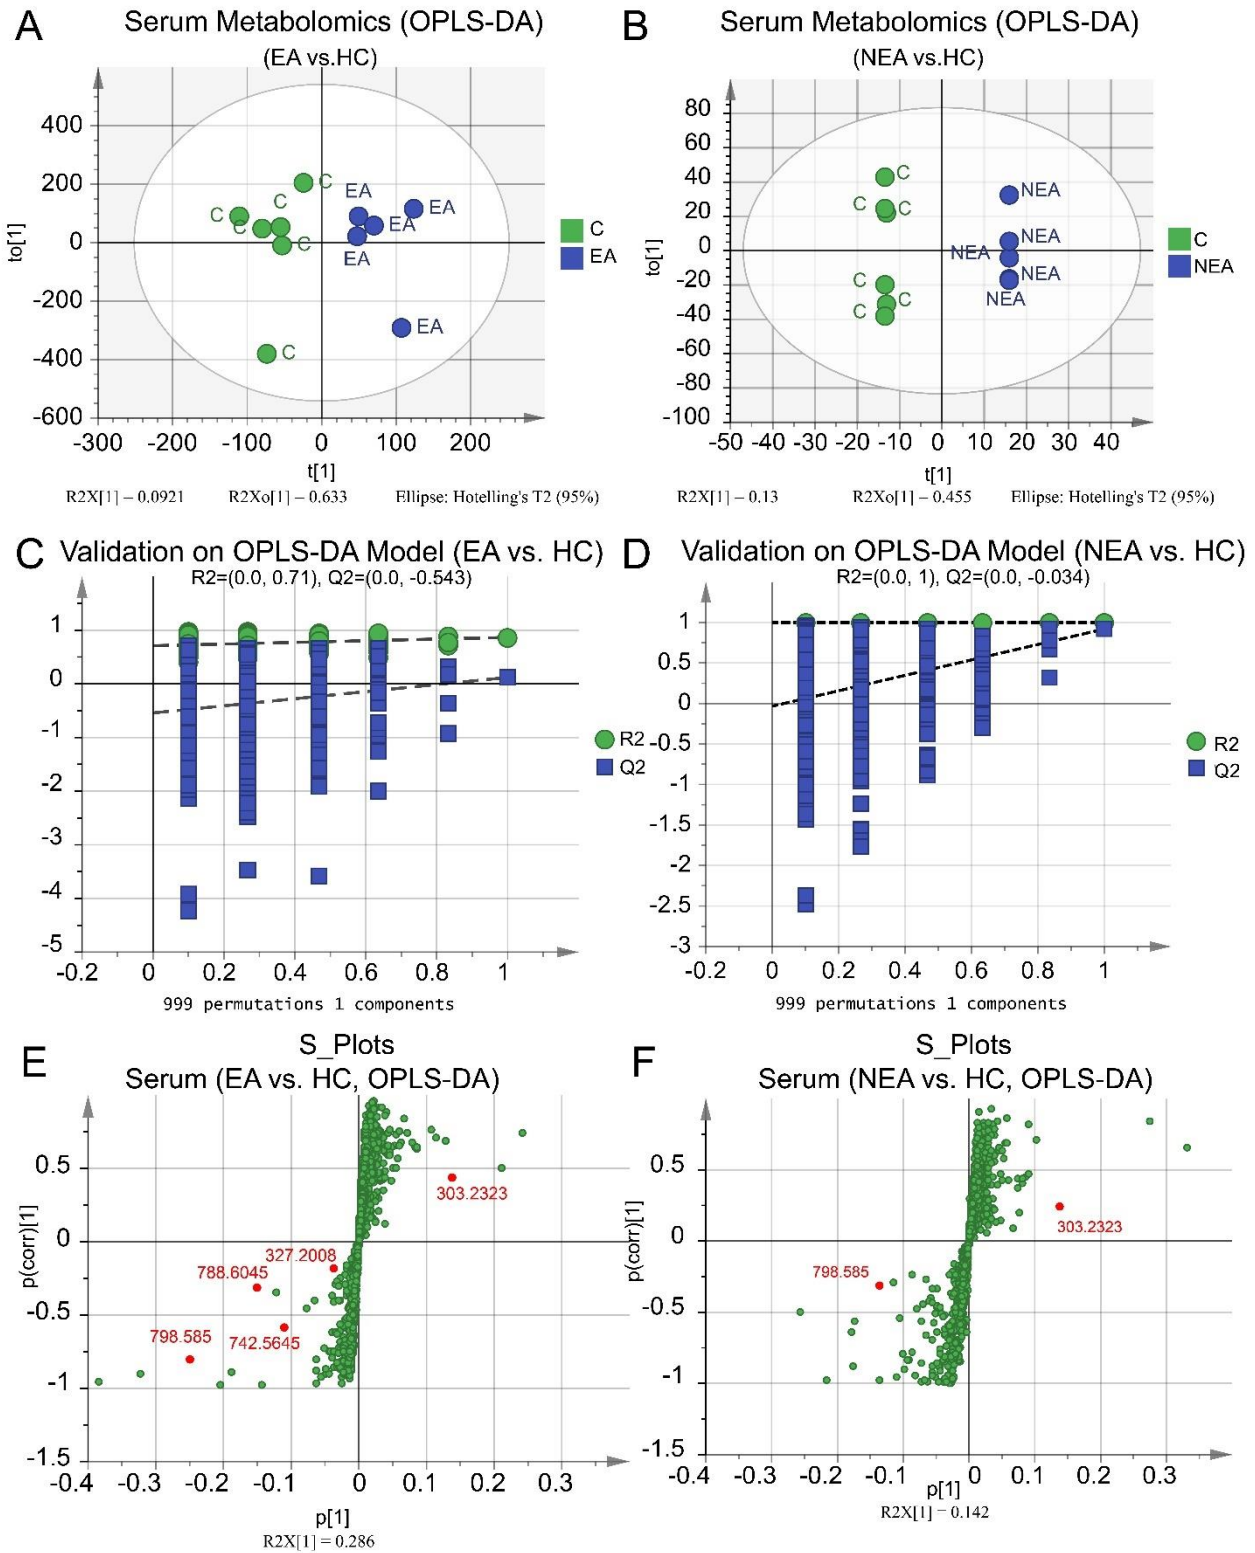 A
Serum Metabolomics (OPLS-DA)
(EA vs.HC)
400
200
0
-200
-400
-600
to[1]
C
C
C
C
C
C
EA
EA
EA
EA
EA
C
EA
-300 -200 -100 0 100 200
t[1]
R2X[1] – 0.0921 R2Xo[1] – 0.633 Ellipse: Hotelling's T2 (95%)
B
Serum Metabolomics (OPLS-DA)
(NEA vs.HC)
80
60
40
20
0
-20
-40
-60
-80
-100
to[1]
C
C
C
C
C
C
NEA
NEA
NEA
NEA
NEA
C
NEA
-50 -40 -30 -20 -10 0 10 20 30 40
t[1]
R2X[1] – 0.13 R2Xo[1] – 0.455 Ellipse: Hotelling's T2 (95%)
C
Validation on OPLS-DA Model (EA vs. HC)
R2=(0.0, 0.71), Q2=(0.0, -0.543)
1
0
-1
-2
-3
-4
-5
R2
Q2
-0.2 0 0.2 0.4 0.6 0.8 1
999 permutations 1 components
D
Validation on OPLS-DA Model (NEA vs. HC)
R2=(0.0, 1), Q2=(0.0, -0.034)
1
0.5
0
-0.5
-1
-1.5
-2
-2.5
-3
R2
Q2
-0.2 0 0.2 0.4 0.6 0.8 1
999 permutations 1 components
E
S_Plots
Serum (EA vs. HC, OPLS-DA)
0.5
0
-0.5
-1
-1.5
p(corr)[1]
303.2323
327.2008
788.6045
798.585
742.5645
-0.4 -0.3 -0.2 -0.1 0 0.1 0.2 0.3
p[1]
R2X[1] = 0.286
F
S_Plots
Serum (NEA vs. HC, OPLS-DA)
0.5
0
-0.5
-1
-1.5
p(corr)[1]
303.2323
798.585
-0.4 -0.3 -0.2 -0.1 0 0.1 0.2 0.3
p[1]
R2X[1] = 0.142